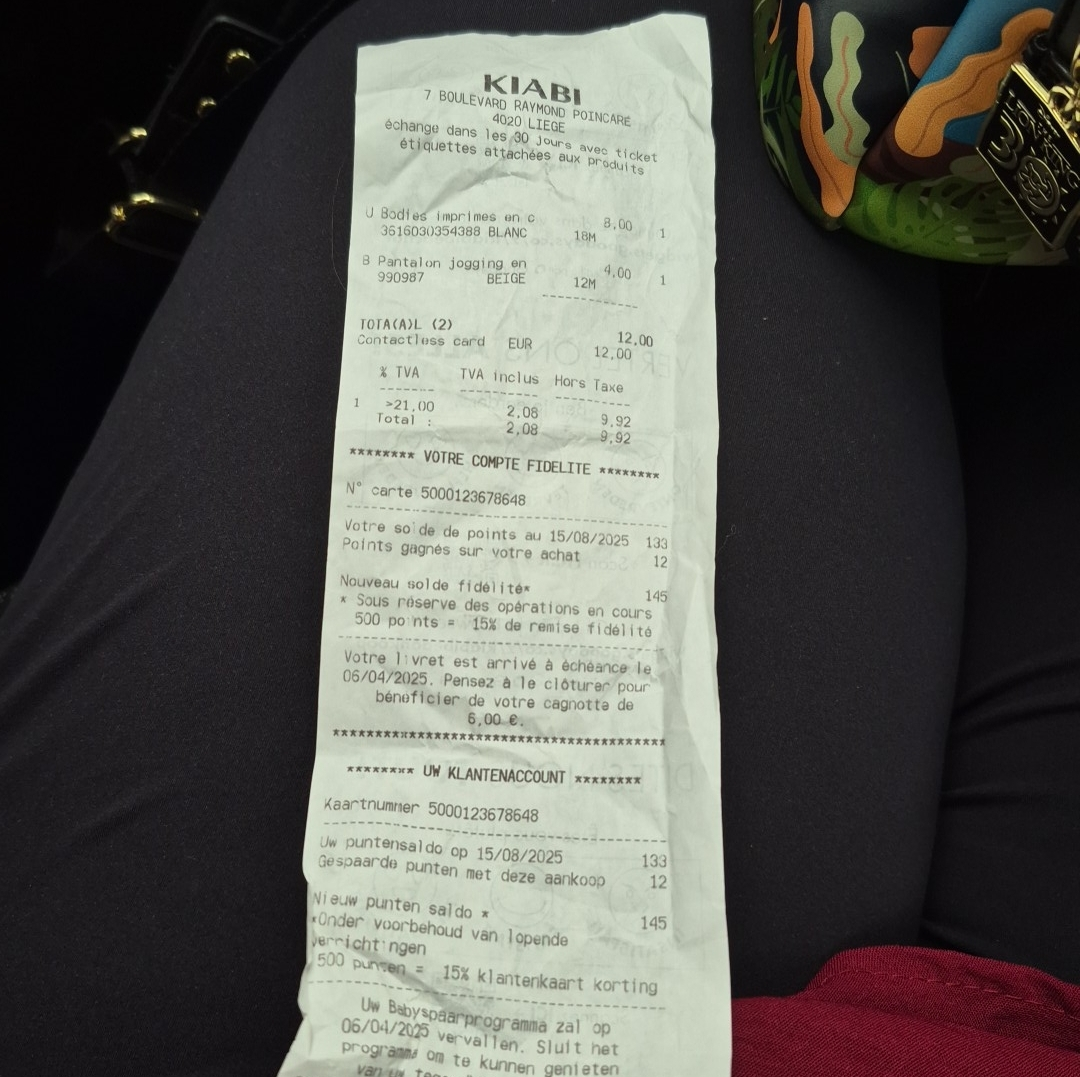 KIABI
7 BOULEVARD RAYMOND POINCARE
4020 LIEGE
échange dans les 30 jours avec ticket
étiquettes attachées aux produits
U Bodies imprimes en c 8,00 1
3616030354388 BLANC 18M
B Pantalon jogging en 4,00 1
990987 BEIGE 12M
TOTA(A)L (2) 12,00
Contactless card EUR 12,00
% TVA TVA inclus Hors Taxe
1 >21,00 2,08 9,92
Total : 2,08 9,92
******** VOTRE COMPTE FIDELITE ********
N° carte 5000123678648
Votre solde de points au 15/08/2025 133
Points gagnés sur votre achat 12
Nouveau solde fidélité* 145
* Sous réserve des opérations en cours
500 points = 15% de remise fidélité
Votre livret est arrivé à échéance le
06/04/2025. Pensez à le clôturer pour
bénéficier de votre cagnotte de
6,00 €.
****************************************
******** UW KLANTENACCOUNT ********
Kaartnummer 5000123678648
Uw puntensaldo op 15/08/2025 133
Gespaarde punten met deze aankoop 12
Nieuw punten saldo * 145
*Onder voorbehoud van lopende
verrichtingen
500 punten = 15% klantenkaart korting
Uw Babyspaarprogramma zal op
06/04/2025 vervallen. Sluit het
programma om te kunnen genieten
van uw